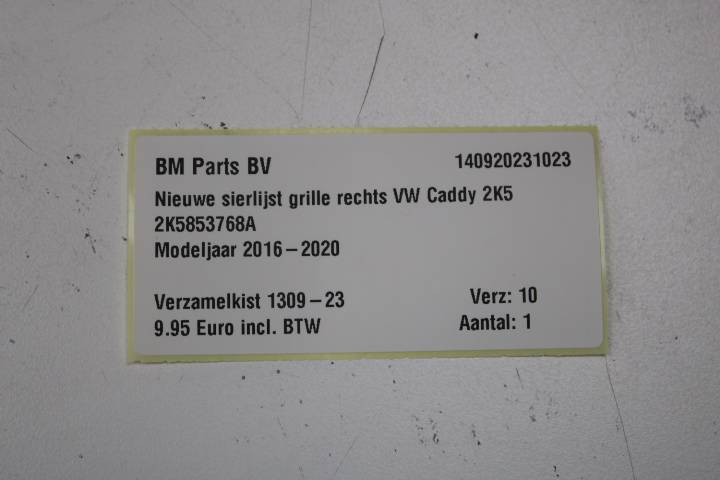 BM Parts BV 140920231023
Nieuwe sierlijst grille rechts VW Caddy 2K5
2K5853768A
Modeljaar 2016 – 2020
Verzamelkist 1309 – 23 Verz: 10
9.95 Euro incl. BTW Aantal: 1